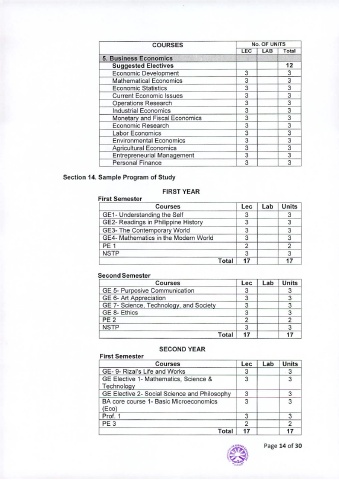 COURSES No. OF UNITS
LEC LAB Total
5. Business Economics
Suggested Electives 12
Economic Development 3 3
Mathematical Economics 3 3
Economic Statistics 3 3
Current Economic Issues 3 3
Operations Research 3 3
Industrial Economics 3 3
Monetary and Fiscal Economics 3 3
Economic Research 3 3
Labor Economics 3 3
Environmental Economics 3 3
Agricultural Economics 3 3
Entrepreneurial Management 3 3
Personal Finance 3 3
Section 14. Sample Program of Study
FIRST YEAR
First Semester
Courses Lec Lab Units
GE1- Understanding the Self 3 3
GE2- Readings in Philippine History 3 3
GE3- The Contemporary World 3 3
GE4- Mathematics in the Modern World 3 3
PE 1 2 2
NSTP 3 3
Total 17 17
Second Semester
Courses Lec Lab Units
GE 5- Purposive Communication 3 3
GE 6- Art Appreciation 3 3
GE 7- Science, Technology, and Society 3 3
GE 8- Ethics 3 3
PE 2 2 2
NSTP 3 3
Total 17 17
SECOND YEAR
First Semester
Courses Lec Lab Units
GE- 9- Rizal's Life and Works 3 3
GE Elective 1- Mathematics, Science & 3 3
Technology
GE Elective 2- Social Science and Philosophy 3 3
BA core course 1- Basic Microeconomics 3 3
(Eco)
Prof. 1 3 3
PE 3 2 2
Total 17 17
Page 14 of 30